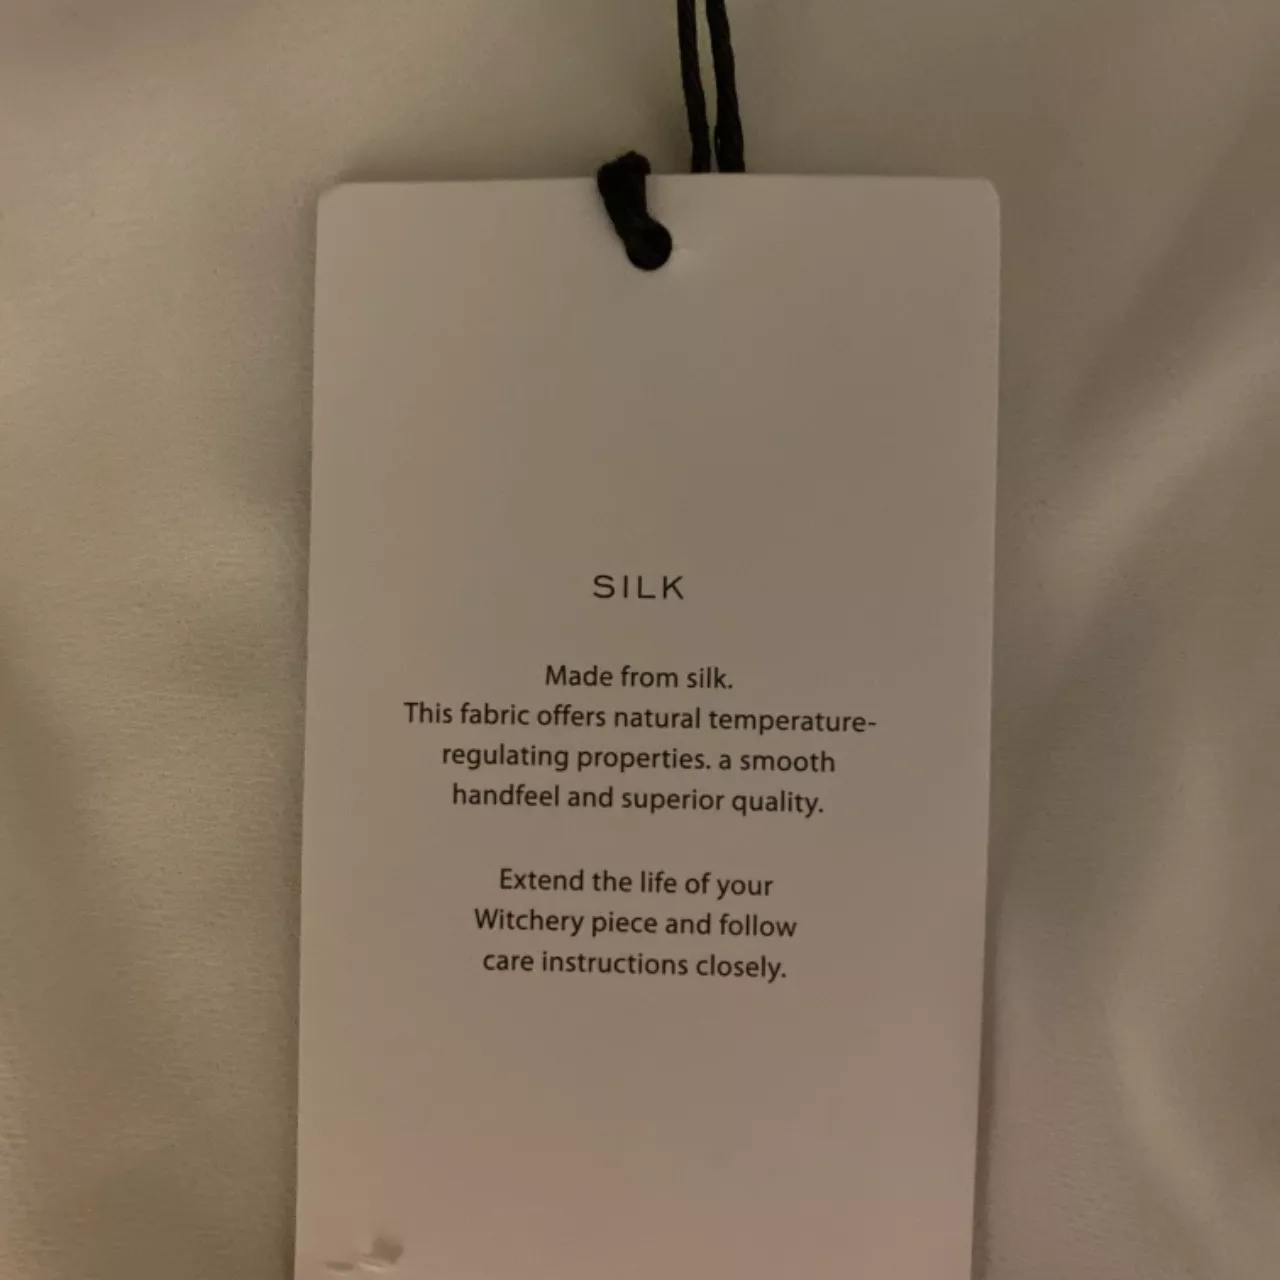 SILK
Made from silk.
This fabric offers natural temperature-
regulating properties. a smooth
handfeel and superior quality.
Extend the life of your
Witchery piece and follow
care instructions closely.